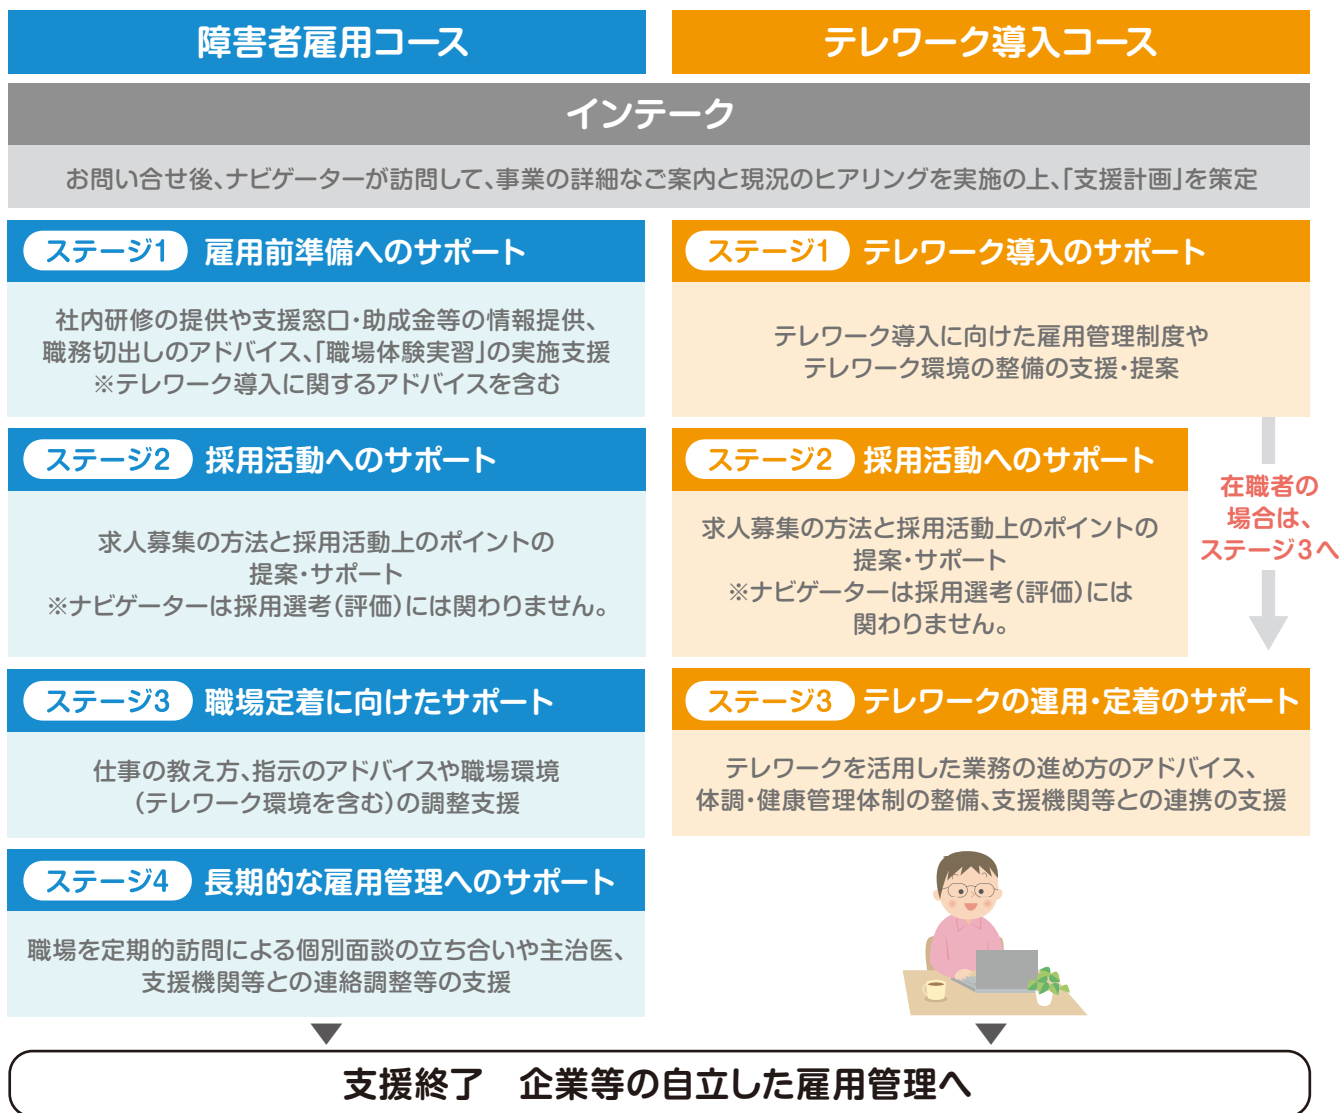 障害者雇用コース
テレワーク導入コース
インテーク
お問い合せ後、ナビゲーターが訪問して、事業の詳細なご案内と現況のヒアリングを実施の上、「支援計画」を策定
ステージ1 雇用前準備へのサポート
社内研修の提供や支援窓口・助成金等の情報提供、
職務切出しのアドバイス、「職場体験実習」の実施支援
※テレワーク導入に関するアドバイスを含む
ステージ2 採用活動へのサポート
求人募集の方法と採用活動上のポイントの
提案・サポート
※ナビゲーターは採用選考(評価)には関わりません。
ステージ3 職場定着に向けたサポート
仕事の教え方、指示のアドバイスや職場環境
(テレワーク環境を含む)の調整支援
ステージ4 長期的な雇用管理へのサポート
職場を定期的訪問による個別面談の立ち合いや主治医、
支援機関等との連絡調整等の支援
ステージ1 テレワーク導入のサポート
テレワーク導入に向けた雇用管理制度や
テレワーク環境の整備の支援・提案
ステージ2 採用活動へのサポート
求人募集の方法と採用活動上のポイントの
提案・サポート
※ナビゲーターは採用選考(評価)には
関わりません。
在職者の
場合は、
ステージ3へ
ステージ3 テレワークの運用・定着のサポート
テレワークを活用した業務の進め方のアドバイス、
体調・健康管理体制の整備、支援機関等との連携の支援
支援終了　企業等の自立した雇用管理へ